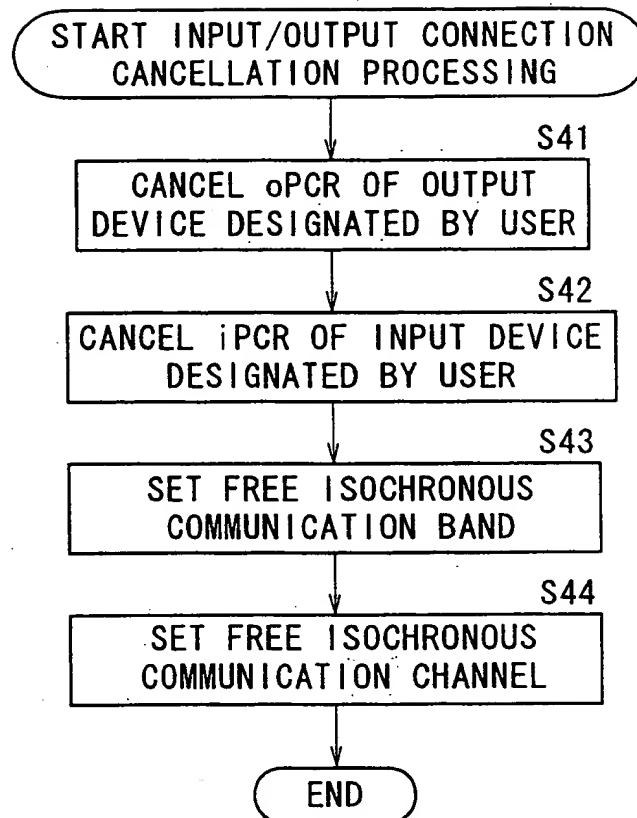 START INPUT/OUTPUT CONNECTION
CANCELLATION PROCESSING
S41
CANCEL oPCR OF OUTPUT
DEVICE DESIGNATED BY USER
S42
CANCEL iPCR OF INPUT DEVICE
DESIGNATED BY USER
S43
SET FREE ISOCHRONOUS
COMMUNICATION BAND
S44
SET FREE ISOCHRONOUS
COMMUNICATION CHANNEL
END